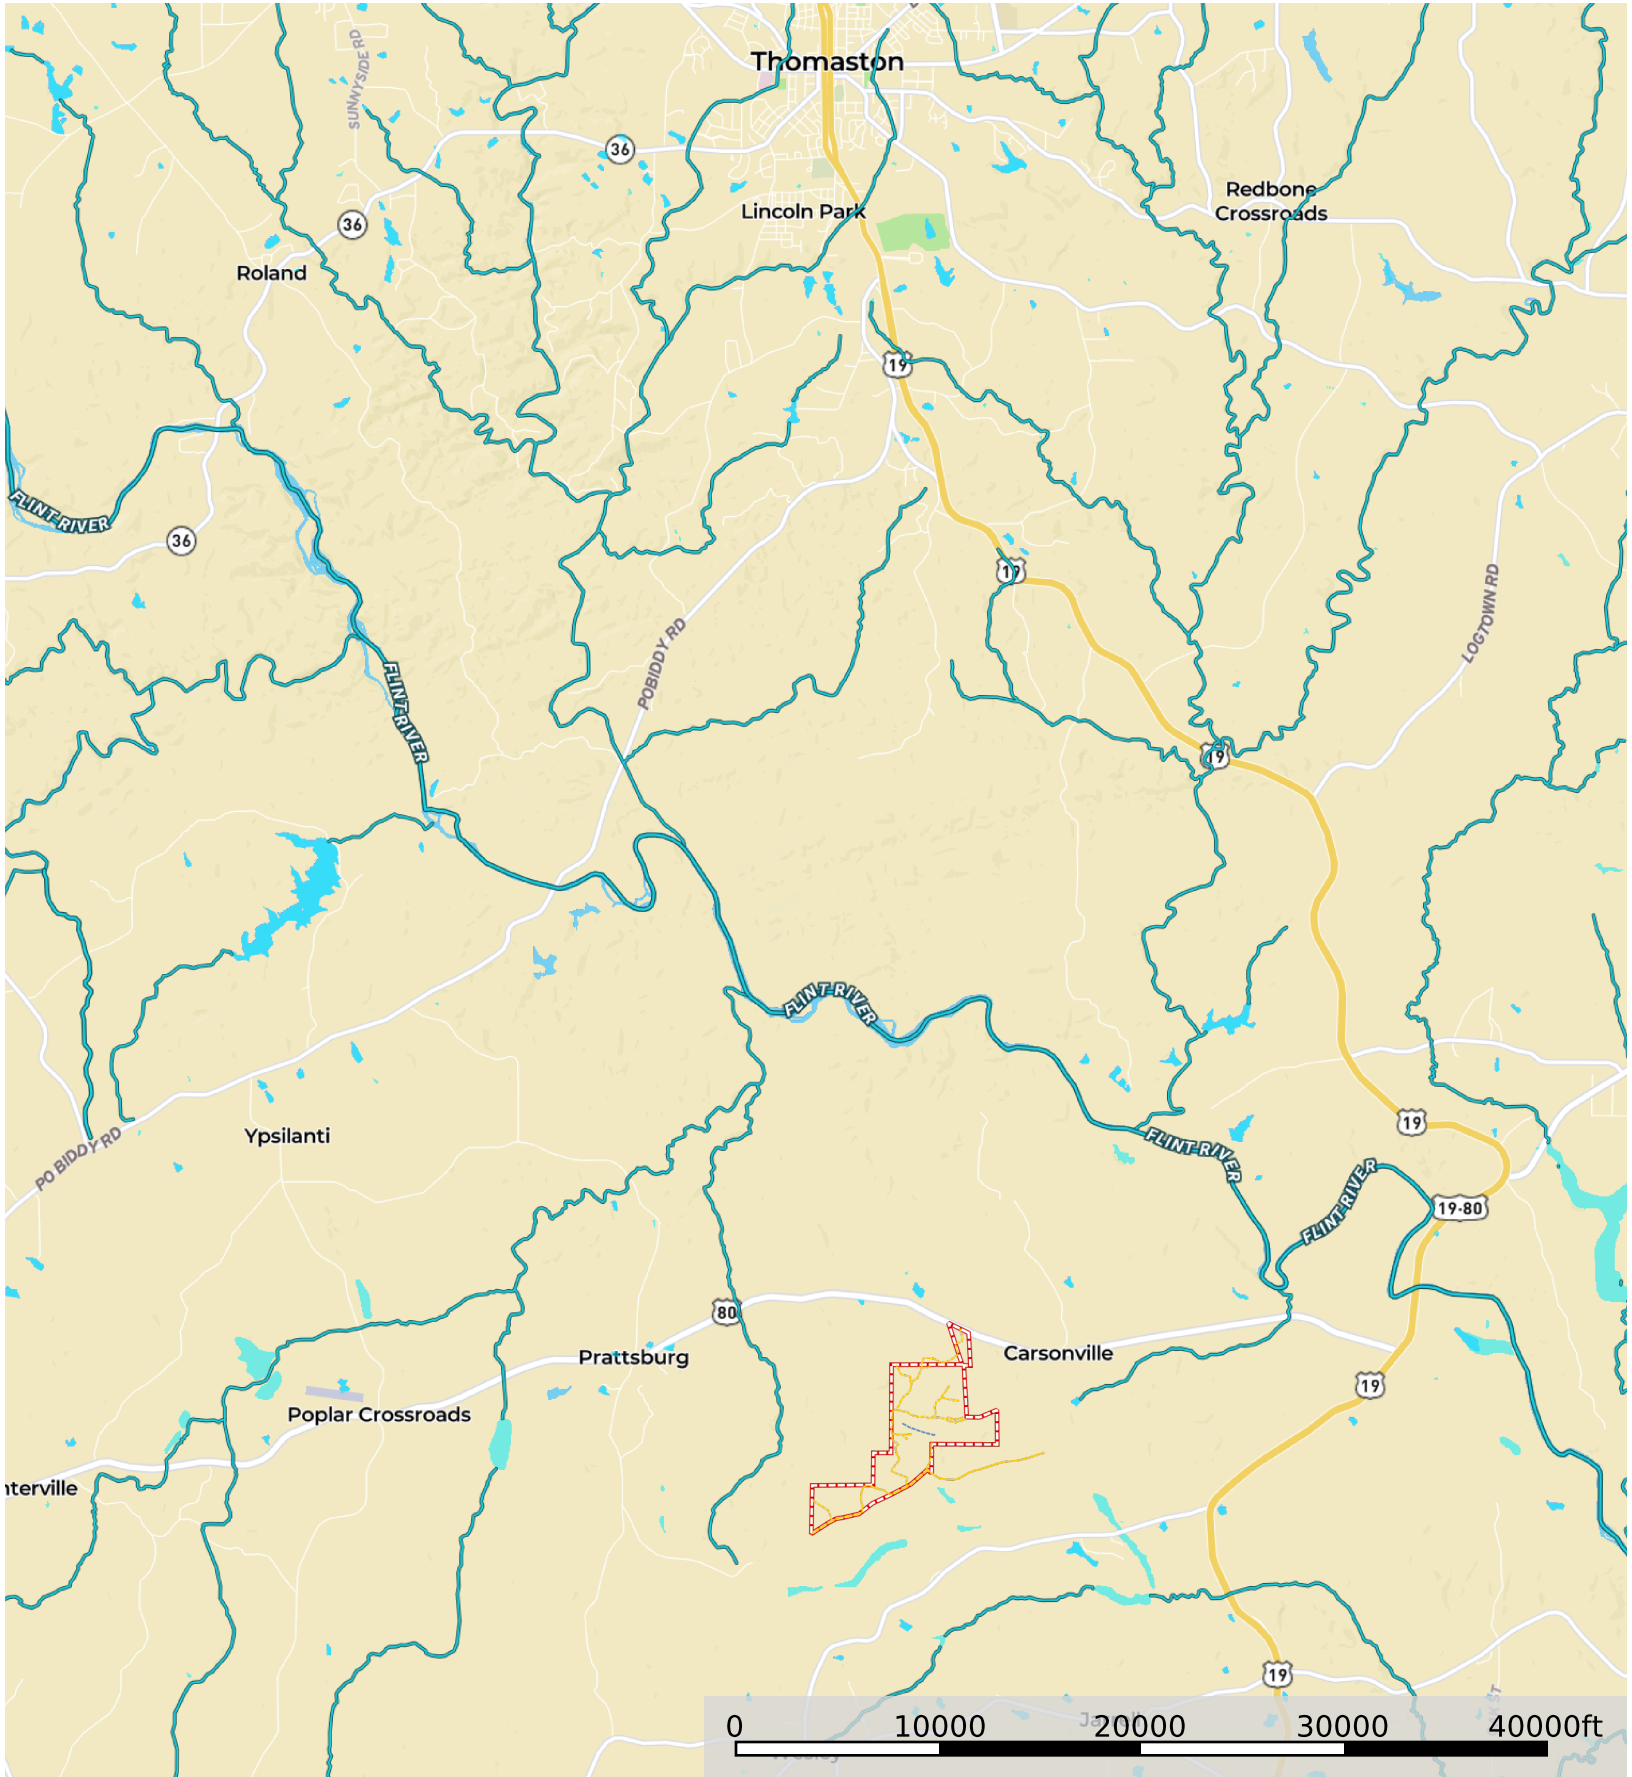 Thomaston
SUNNYSIDE RD
36
Lincoln Park
Redbone
Crossroads
36
Roland
19
FLINT RIVER
36
19
LOGTOWN RD
POBIDDY RD
FLINT RIVER
19
FLINT RIVER
Ypsilanti
PO BIDDY RD
FLINT RIVER
19
FLINT RIVER
19-80
80
Prattsburg
Carsonville
19
Poplar Crossroads
nterville
19
ST
0 10000 20000 30000 40000ft